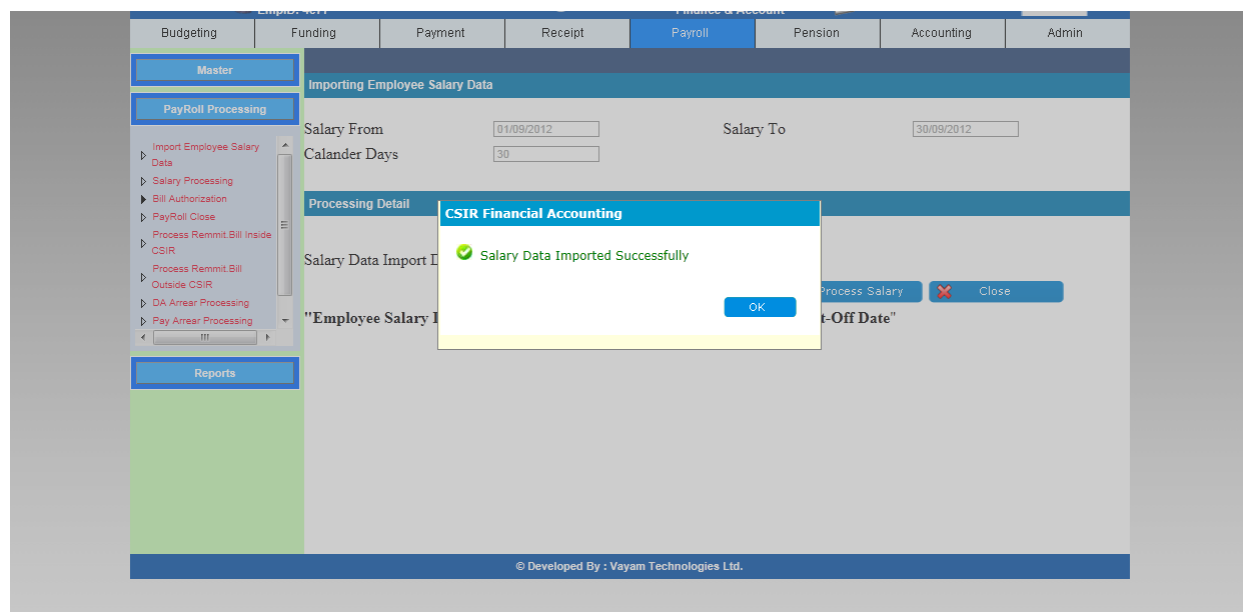 Budgeting Funding Payment Receipt Payroll Pension Accounting Admin
Master
Importing Employee Salary Data
PayRoll Processing
Salary From 01/09/2012 Salary To 30/09/2012
Calander Days 30
Import Employee Salary
Data
Salary Processing
Bill Authorization
PayRoll Close
Process Remmit.Bill Inside
CSIR
Process Remmit.Bill
Outside CSIR
DA Arrear Processing
Pay Arrear Processing
Reports
Processing Detail
CSIR Financial Accounting
Salary Data Imported Successfully
OK
Salary Data Import
Process Salary Close
"Employee Salary t-Off Date"
© Developed By : Vayam Technologies Ltd.